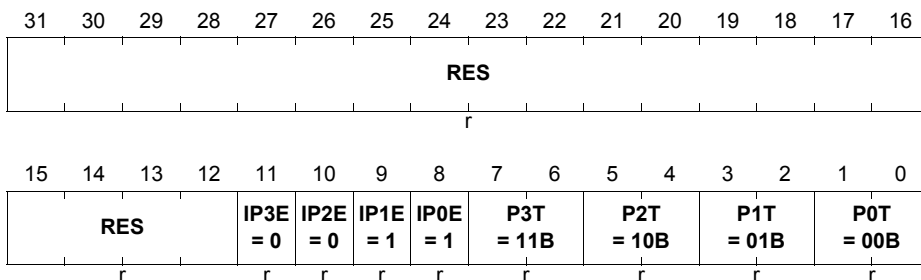 31 30 29 28 27 26 25 24 23 22 21 20 19 18 17 16
RES
r
15 14 13 12 11 10 9 8 7 6 5 4 3 2 1 0
RES IP3E IP2E IP1E IP0E P3T P2T P1T P0T
= 0 = 0 = 1 = 1 = 11B = 10B = 01B = 00B
r r r r r r r r r